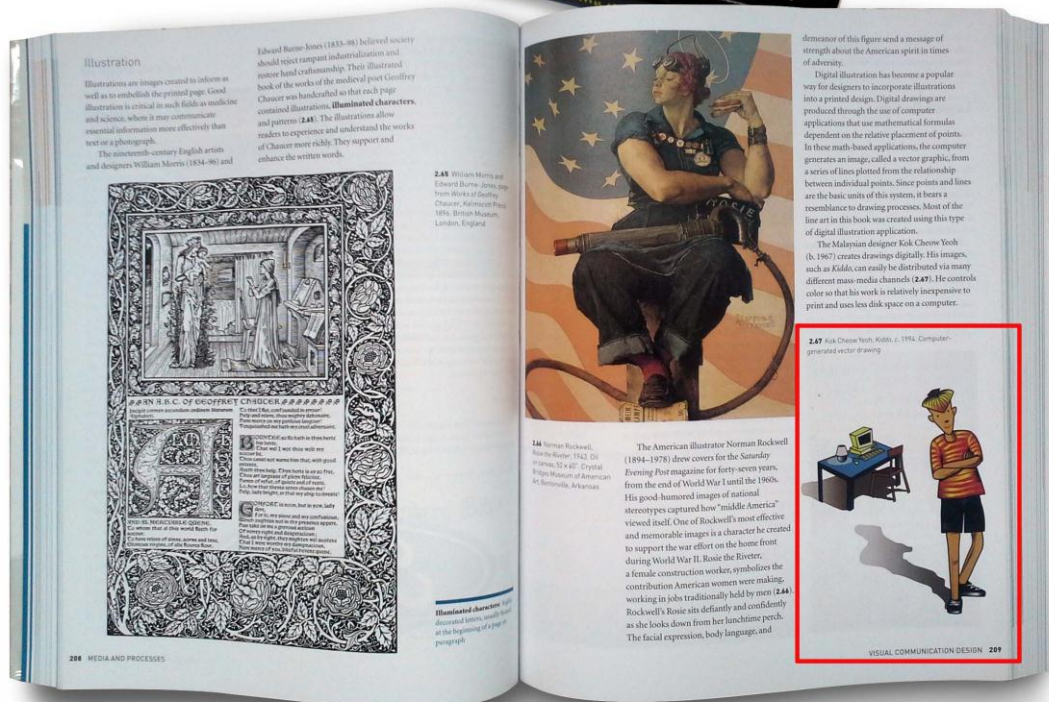 Illustration
Illustrations are images created to inform as
well as to embellish the printed page. Good
illustration is critical in such fields as medicine
and science, where it may communicate
essential information more effectively than
text or a photograph.
The nineteenth-century English artists
and designers William Morris (1834–96) and
Edward Burne-Jones (1833–98) believed society
should reject rampant industrialization and
restore hand craftsmanship. Their illustrated
book of the works of the medieval poet Geoffrey
Chaucer was handcrafted so that each page
contained illustrations, illuminated characters,
and patterns (2.65). The illustrations allow
readers to experience and understand the works
of Chaucer more richly. They support and
enhance the written words.
2.65 William Morris and
Edward Burne-Jones, page
from Works of Geoffrey
Chaucer, Kelmscott Press,
1896. British Museum,
London, England
AN A.B.C. OF GEOFFREY CHAUCER
Illuminated characters:
decorated letters, usually
at the beginning of a page or
paragraph
208 MEDIA AND PROCESSES
ROSIE
2.66 Norman Rockwell,
Rosie the Riveter, 1943. Oil
on canvas, 52 x 40". Crystal
Bridges Museum of American
Art, Bentonville, Arkansas
The American illustrator Norman Rockwell
(1894–1978) drew covers for the Saturday
Evening Post magazine for forty-seven years,
from the end of World War I until the 1960s.
His good-humored images of national
stereotypes captured how “middle America”
viewed itself. One of Rockwell’s most effective
and memorable images is a character he created
to support the war effort on the home front
during World War II. Rosie the Riveter,
a female construction worker, symbolizes the
contribution American women were making,
working in jobs traditionally held by men (2.66).
Rockwell’s Rosie sits defiantly and confidently
as she looks down from her lunchtime perch.
The facial expression, body language, and
demeanor of this figure send a message of
strength about the American spirit in times
of adversity.
Digital illustration has become a popular
way for designers to incorporate illustrations
into a printed design. Digital drawings are
produced through the use of computer
applications that use mathematical formulas
dependent on the relative placement of points.
In these math-based applications, the computer
generates an image, called a vector graphic, from
a series of lines plotted from the relationship
between individual points. Since points and lines
are the basic units of this system, it bears a
resemblance to drawing processes. Most of the
line art in this book was created using this type
of digital illustration application.
The Malaysian designer Kok Cheow Yeoh
(b. 1967) creates drawings digitally. His images,
such as Kiddo, can easily be distributed via many
different mass-media channels (2.67). He controls
color so that his work is relatively inexpensive to
print and uses less disk space on a computer.
2.67 Kok Cheow Yeoh, Kiddo, c. 1994. Computer-
generated vector drawing
VISUAL COMMUNICATION DESIGN 209